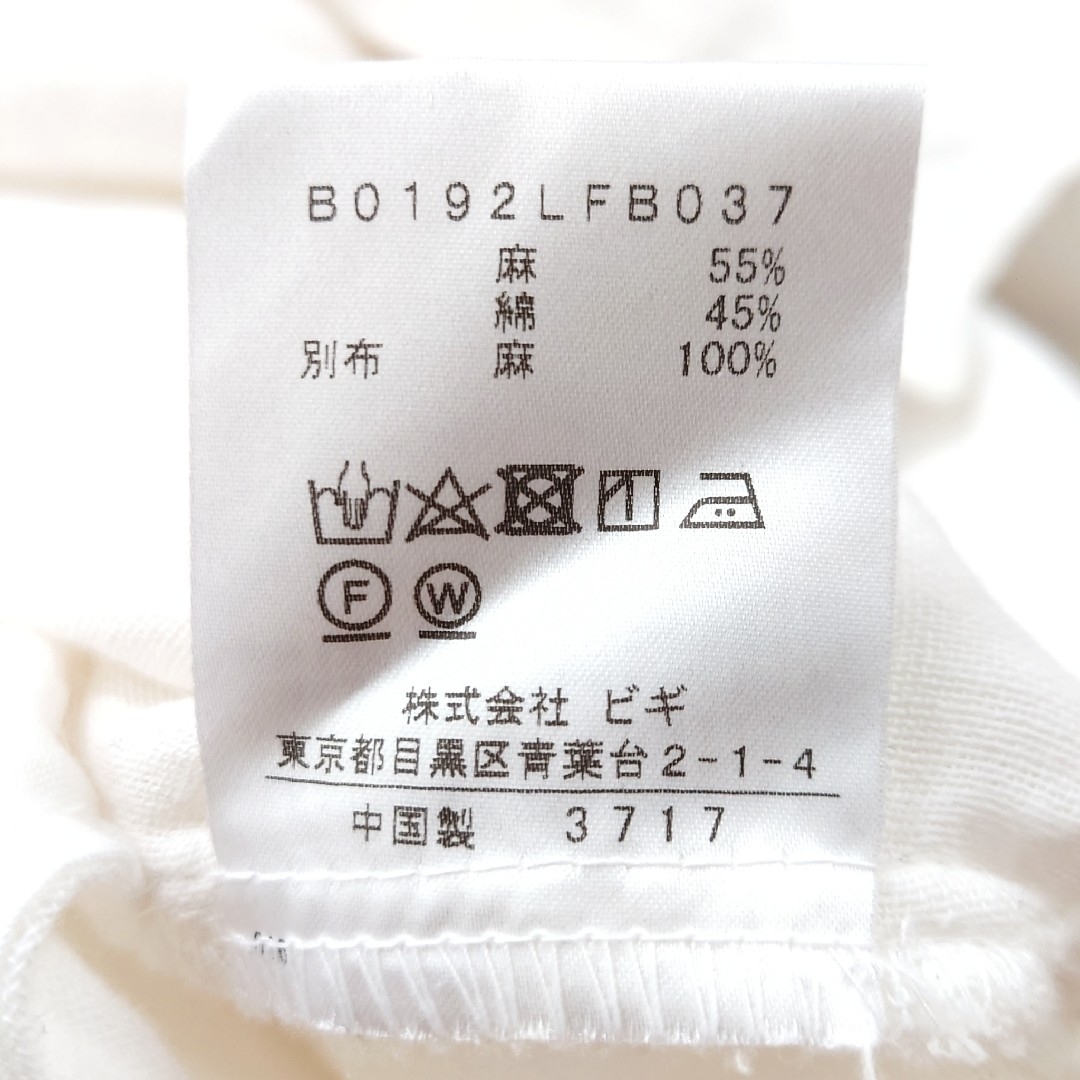 B0192LFB037
麻 55%
綿 45%
別布 麻 100%
F W
株式会社 ビギ
東京都目黒区青葉台2-1-4
中国製 3717